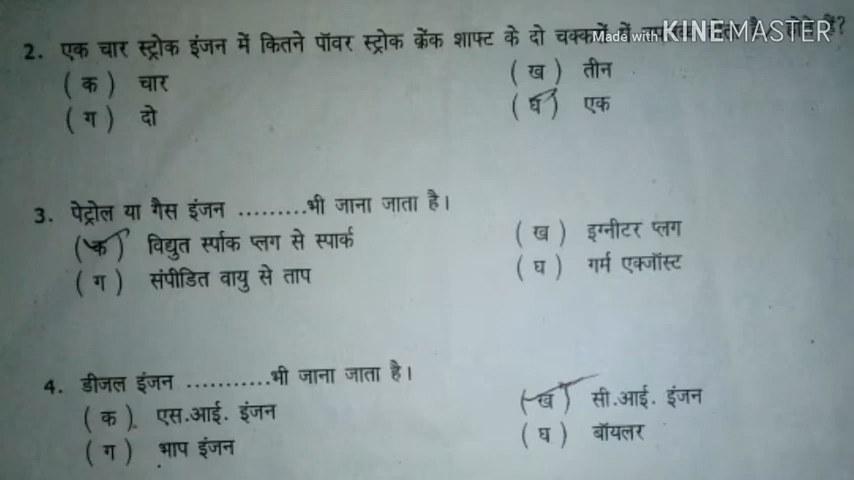 Made with KINEMASTER
2. एक चार स्ट्रोक इंजन में कितने पॉवर स्ट्रोक क्रेंक शाफ्ट के दो चक्करों में
( क ) चार
( ख ) तीन
( ग ) दो
( घ ) एक
3. पेट्रोल या गैस इंजन .........भी जाना जाता है।
( क ) विद्युत र्स्पाक प्लग से स्पार्क
( ख ) इग्नीटर प्लग
( ग ) संपीडित वायु से ताप
( घ ) गर्म एक्जॉस्ट
4. डीजल इंजन ...........भी जाना जाता है।
( क ) एस.आई. इंजन
( ख ) सी.आई. इंजन
( ग ) भाप इंजन
( घ ) बॉयलर